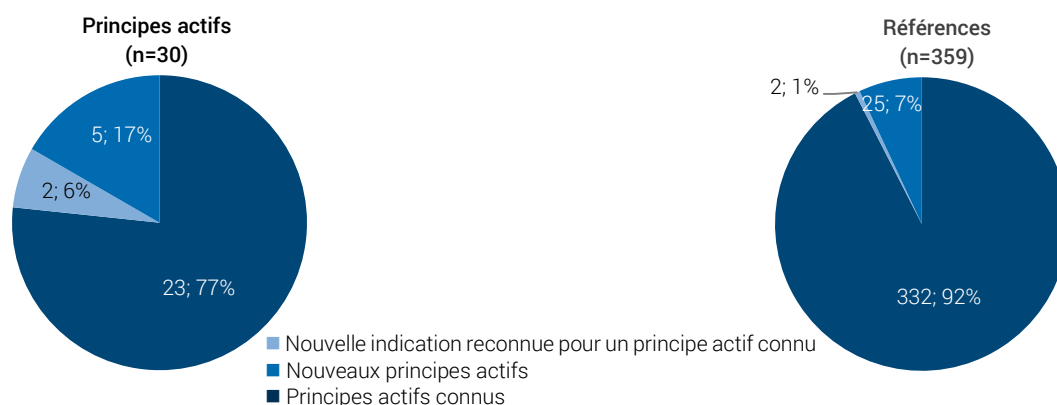 Principes actifs
(n=30)
5; 17%
2; 6%
23; 77%
Références
(n=359)
2; 1%
25; 7%
332; 92%
Nouvelle indication reconnue pour un principe actif connu
Nouveaux principes actifs
Principes actifs connus